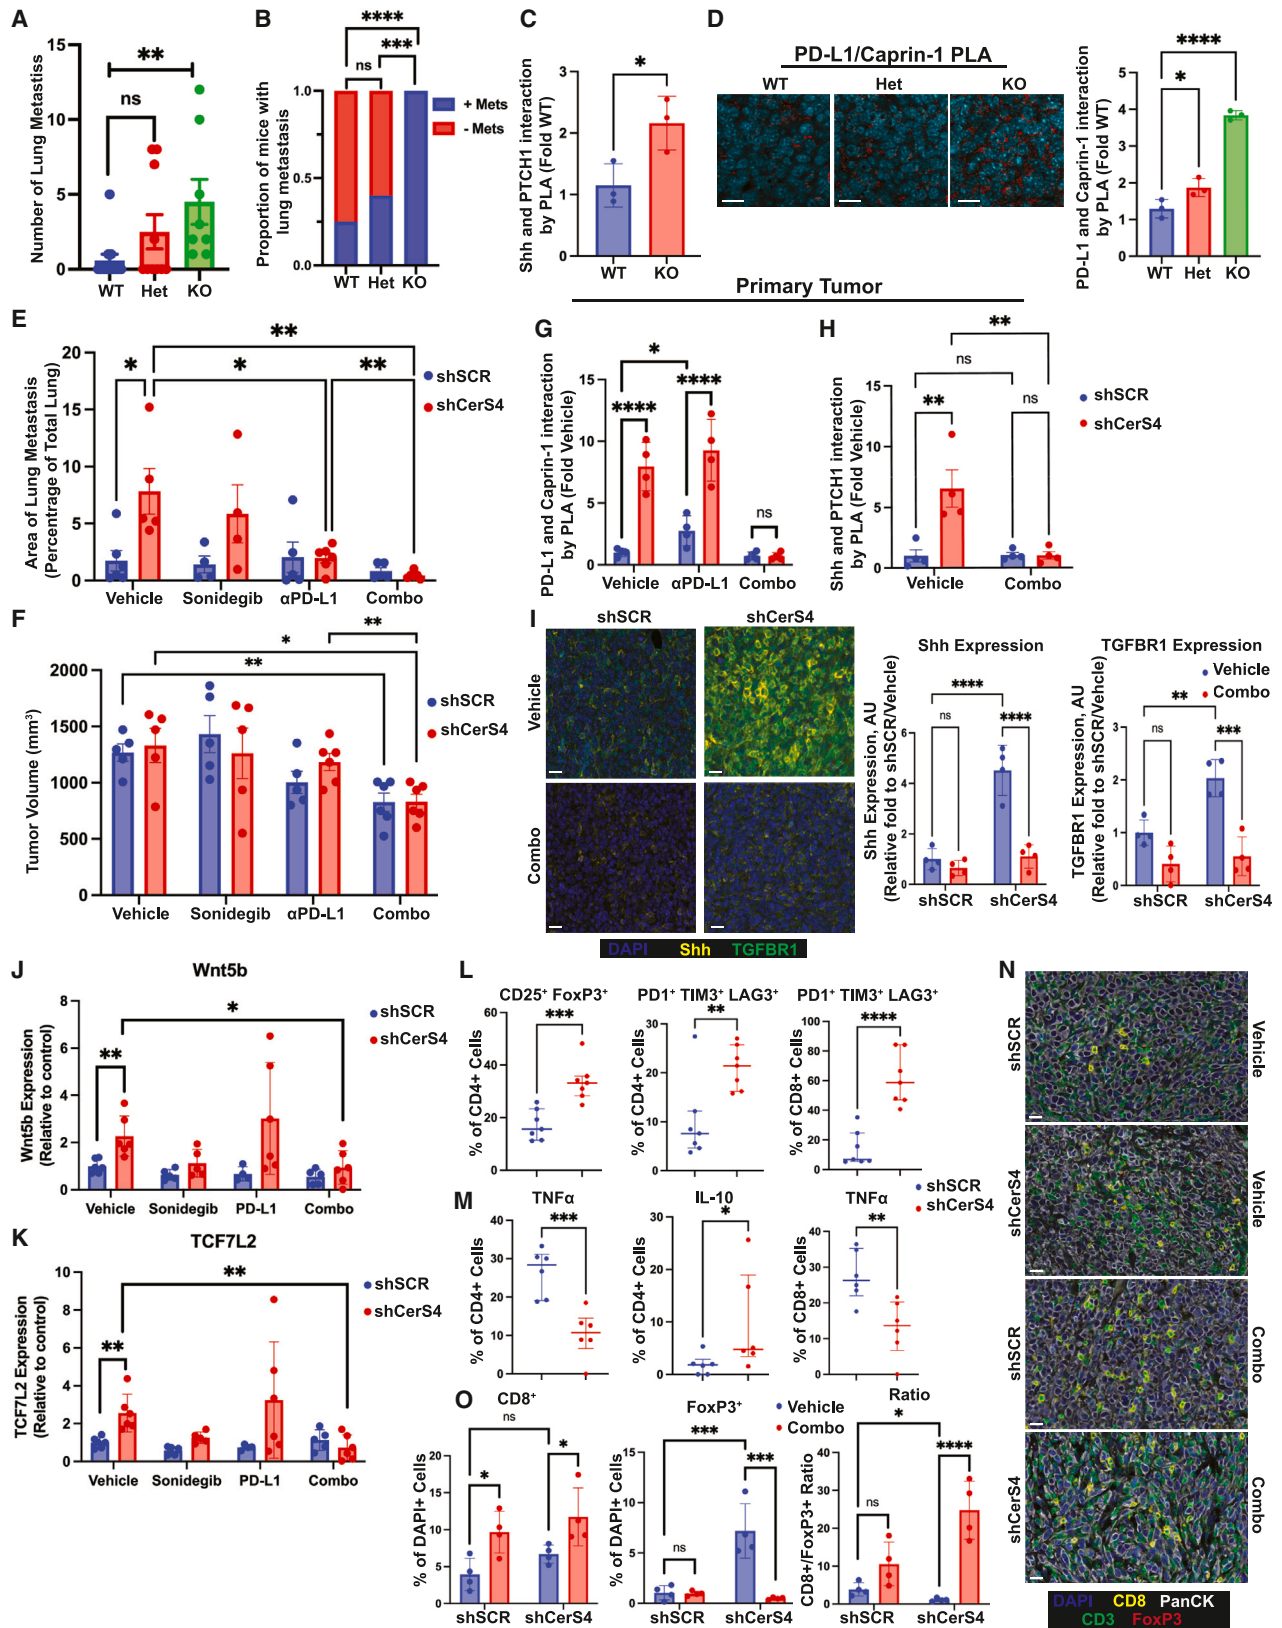 A
Number of Lung Metastiss
15
10
5
0
**
ns
WT Het KO
B
Proportion of mice with
lung metastasis
1.0
0.5
0.0
****
***
ns
WT Het KO
+ Mets
- Mets
C
Shh and PTCH1 interaction
by PLA (Fold WT)
3
2
1
0
*
WT KO
D
PD-L1/Caprin-1 PLA
WT Het KO
PD-L1 and Caprin-1 interaction
by PLA (Fold WT)
5
4
3
2
1
0
****
*
WT Het KO
Primary Tumor
E
Area of Lung Metastasis
(Percentage of Total Lung)
20
15
10
5
0
**
* * **
Vehicle Sonidegib αPD-L1 Combo
shSCR
shCerS4
F
Tumor Volume (mm³)
2000
1500
1000
500
0
**
*
**
Vehicle Sonidegib αPD-L1 Combo
shSCR
shCerS4
G
PD-L1 and Caprin-1 interaction
by PLA (Fold Vehicle)
15
10
5
0
*
****
****
ns
Vehicle αPD-L1 Combo
H
Shh and PTCH1 interaction
by PLA (Fold Vehicle)
15
10
5
0
**
ns
** ns
Vehicle Combo
shSCR
shCerS4
I
shSCR shCerS4
Vehicle
Combo
DAPI Shh TGFBR1
Shh Expression
Shh Expression, AU
(Relative fold to shSCR/Vehcle)
6
4
2
0
****
ns ****
shSCR shCerS4
TGFBR1 Expression
Vehicle
Combo
TGFBR1 Expression, AU
(Relative fold to shSCR/Vehicle)
3
2
1
0
**
ns ***
shSCR shCerS4
J
Wnt5b
Wnt5b Expression
(Relative to control)
8
6
4
2
0
*
**
Vehicle Sonidegib PD-L1 Combo
shSCR
shCerS4
K
TCF7L2
TCF7L2 Expression
(Relative to control)
10
8
6
4
2
0
**
**
Vehicle Sonidegib PD-L1 Combo
shSCR
shCerS4
L
CD25⁺ FoxP3⁺
% of CD4+ Cells
60
40
20
0
***
PD1⁺ TIM3⁺ LAG3⁺
% of CD4+ Cells
30
20
10
0
**
PD1⁺ TIM3⁺ LAG3⁺
% of CD8+ Cells
100
80
60
40
20
0
****
M
TNFα
% of CD4+ Cells
40
30
20
10
0
***
IL-10
% of CD4+ Cells
30
20
10
0
*
TNFα
% of CD8+ Cells
40
30
20
10
0
**
shSCR
shCerS4
N
shSCR
Vehicle
shCerS4
Vehicle
shSCR
Combo
shCerS4
Combo
DAPI CD8 PanCK
CD3 FoxP3
O
CD8⁺
% of DAPI+ Cells
20
15
10
5
0
ns
* *
shSCR shCerS4
FoxP3⁺
% of DAPI+ Cells
15
10
5
0
***
***
ns
shSCR shCerS4
Vehicle
Combo
Ratio
CD8+/FoxP3+ Ratio
40
30
20
10
0
*
****
ns
shSCR shCerS4